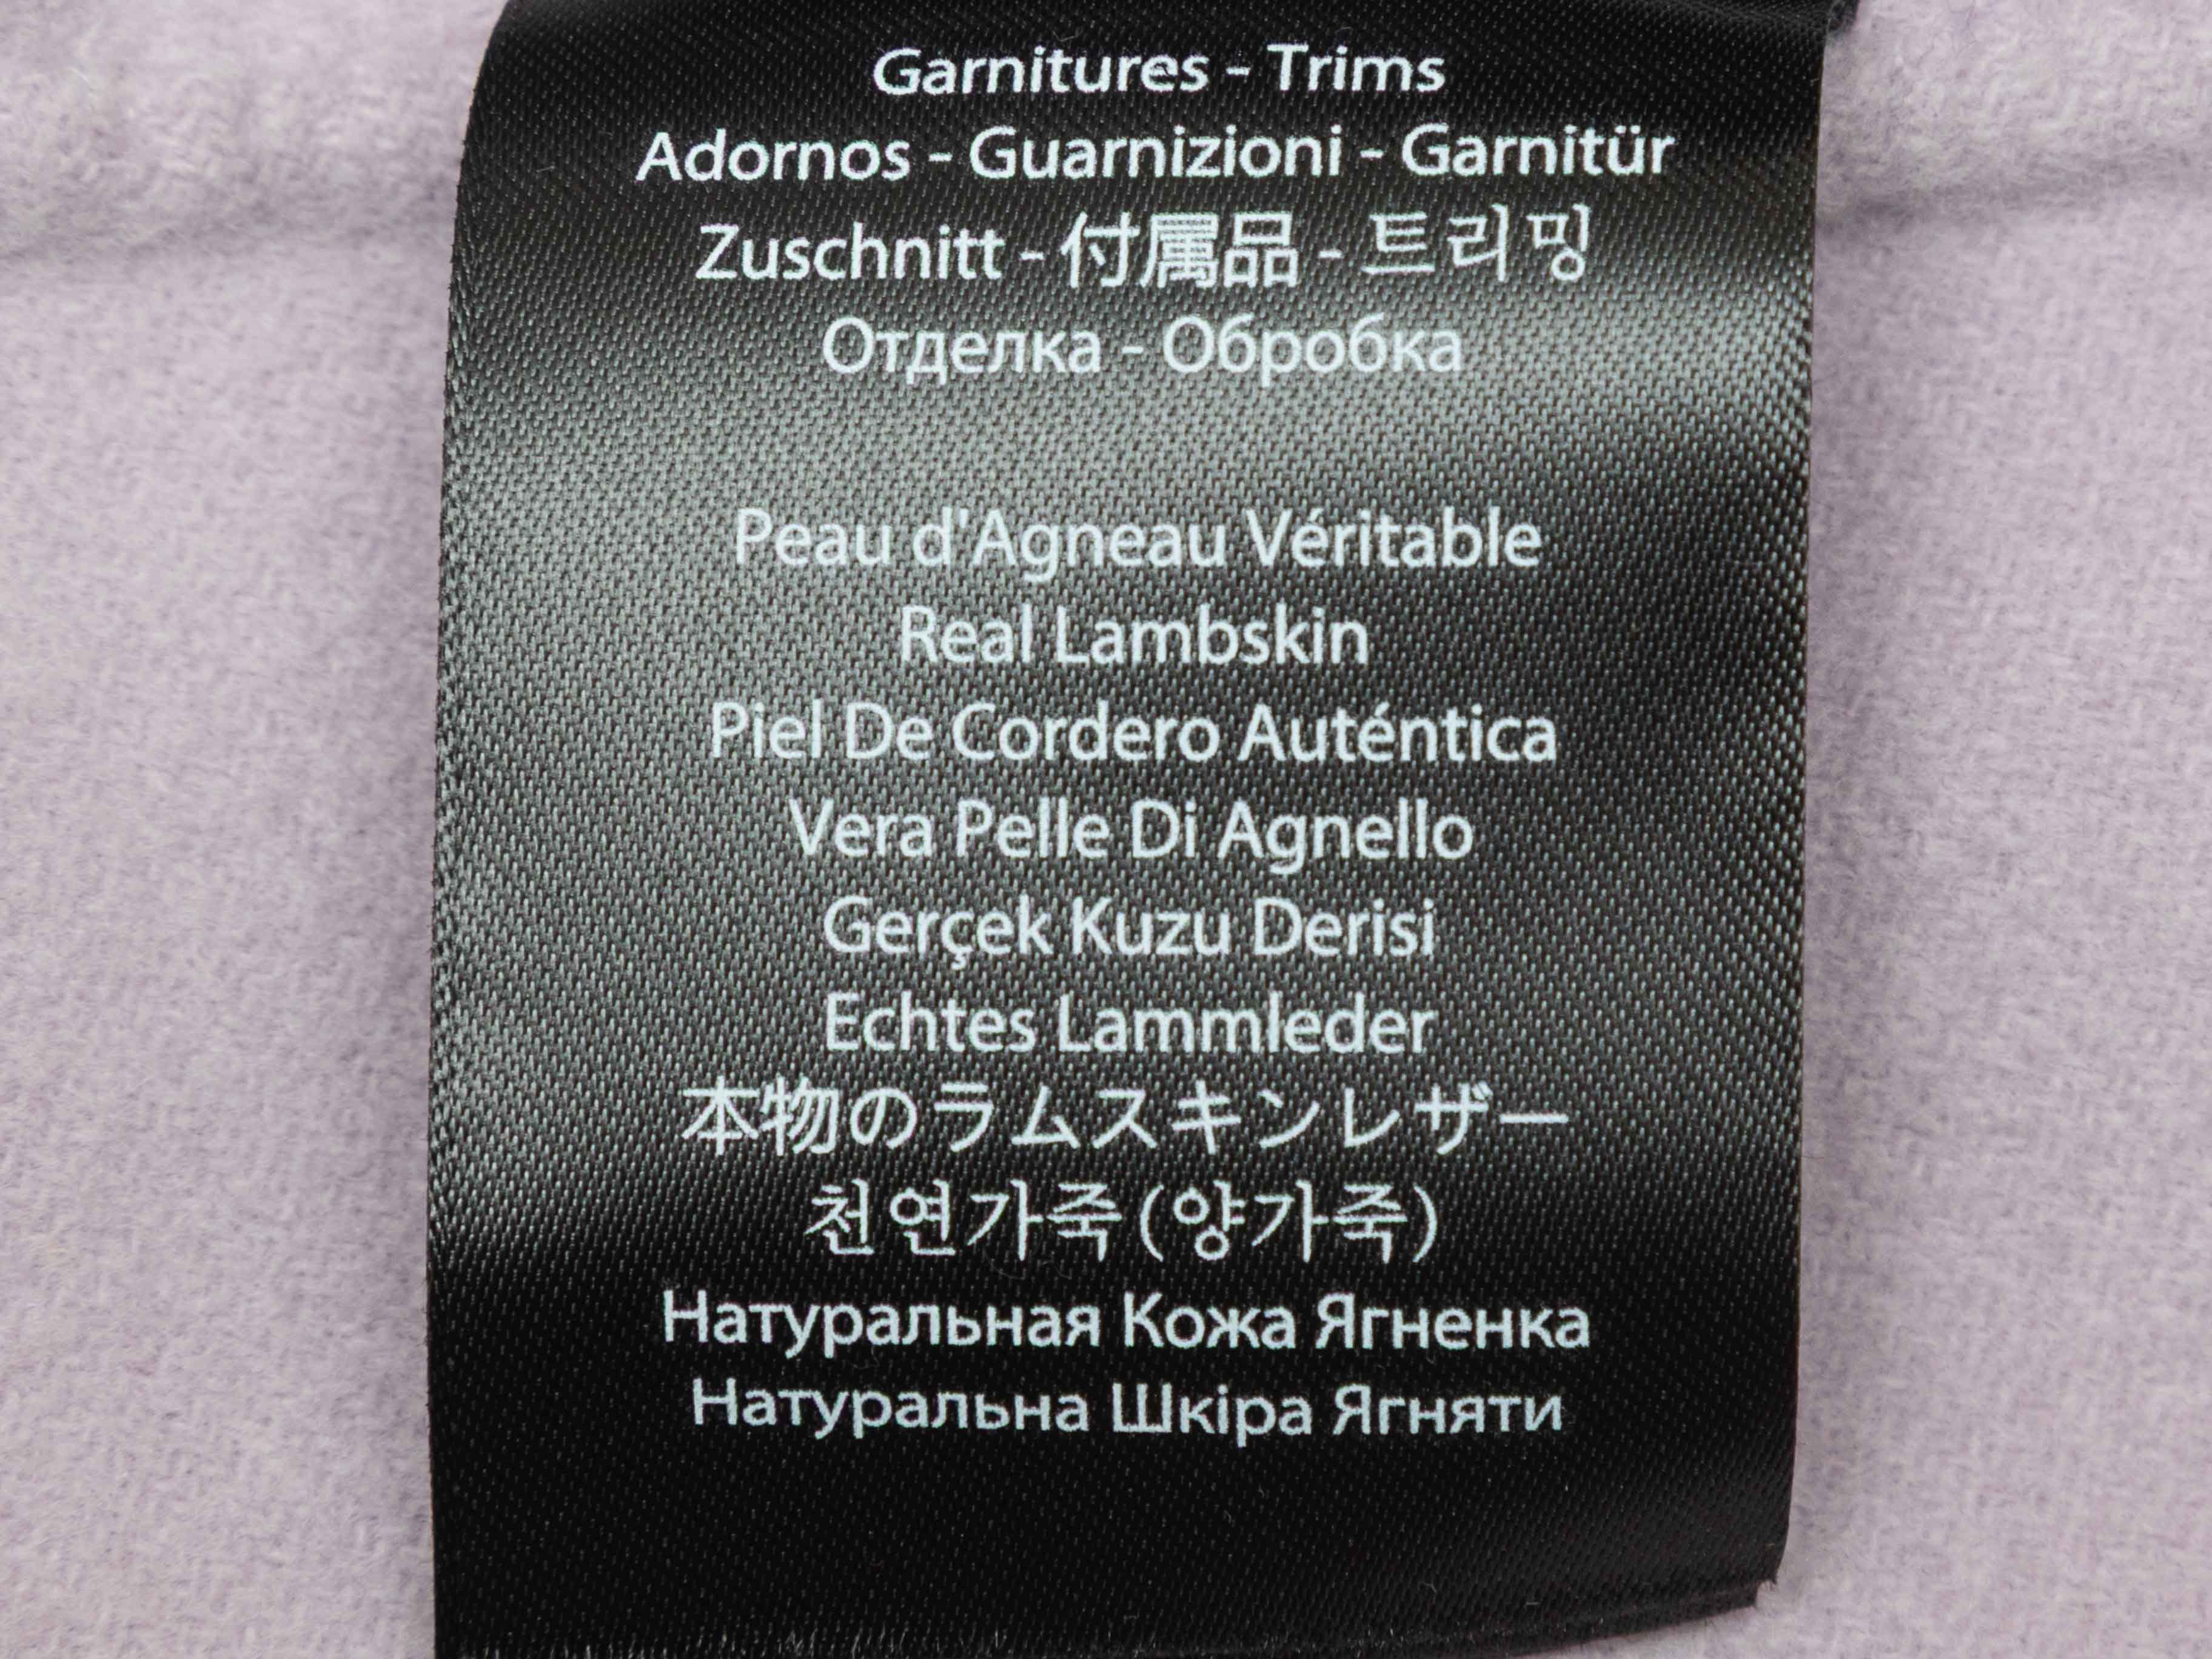 Garnitures - Trims
Adornos - Guarnizioni - Garnitür
Zuschnitt - 付属品 - 트리밍
Отделка - Обробка
Peau d'Agneau Véritable
Real Lambskin
Piel De Cordero Auténtica
Vera Pelle Di Agnello
Gerçek Kuzu Derisi
Echtes Lammleder
本物のラムスキンレザー
천연가죽(양가죽)
Натуральная Кожа Ягненка
Натуральна Шкіра Ягняти